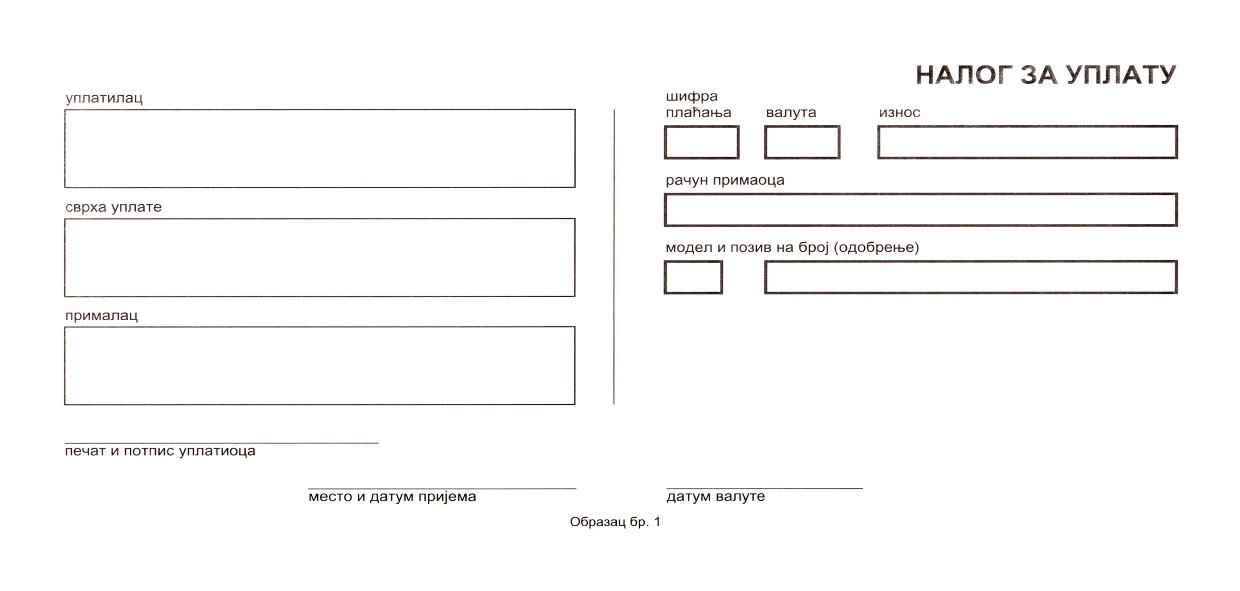 НАЛОГ ЗА УПЛАТУ
уплатилац
сврха уплате
прималац
печат и потпис уплатиоца
место и датум пријема
шифра
плаћања
валута
износ
рачун примаоца
модел и позив на број (одобрење)
датум валуте
Образац бр. 1